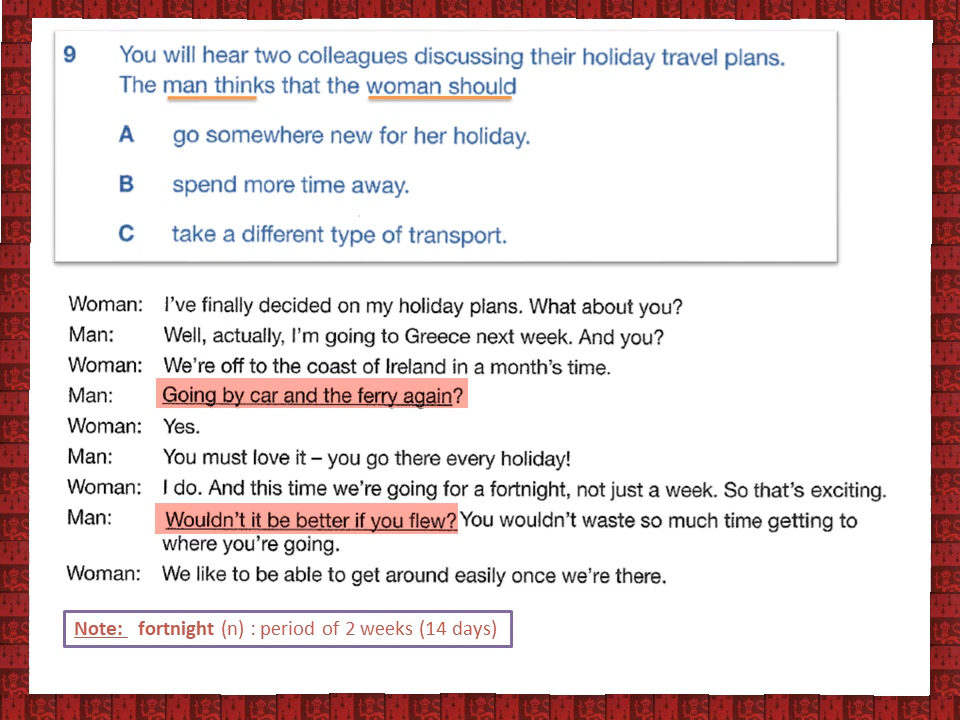 9 You will hear two colleagues discussing their holiday travel plans.
The man thinks that the woman should
A go somewhere new for her holiday.
B spend more time away.
C take a different type of transport.
Woman: I've finally decided on my holiday plans. What about you?
Man: Well, actually, I'm going to Greece next week. And you?
Woman: We're off to the coast of Ireland in a month's time.
Man: Going by car and the ferry again?
Woman: Yes.
Man: You must love it – you go there every holiday!
Woman: I do. And this time we're going for a fortnight, not just a week. So that's exciting.
Man: Wouldn't it be better if you flew? You wouldn't waste so much time getting to
where you're going.
Woman: We like to be able to get around easily once we're there.
Note: fortnight (n) : period of 2 weeks (14 days)